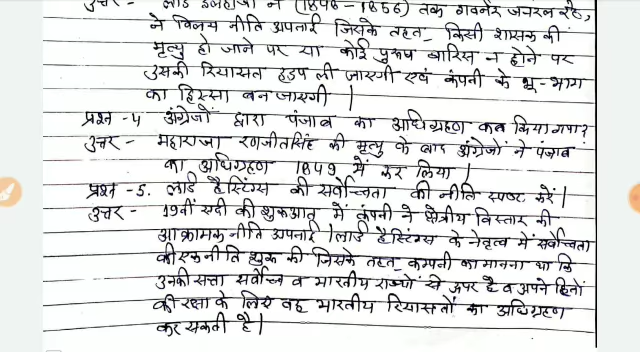 उत्तर - लार्ड डलहौजी ने (1848 - 1856) तक गवर्नर जनरल रहे,
ने विलय नीति अपनाई जिसके तहत किसी शासक की
मृत्यु हो जाने पर या कोई पुरुष वारिस न होने पर
उसकी रियासत हड़प ली जाएगी एवं कंपनी के भू-भाग
का हिस्सा बन जाएगी |
प्रश्न -4 अंग्रेजों द्वारा पंजाब का अधिग्रहण कब किया गया?
उत्तर - महाराजा रणजीतसिंह की मृत्यु के बाद अंग्रेजों ने पंजाब
का अधिग्रहण 1849 में कर लिया |
प्रश्न -5. लार्ड हैस्टिंग्स की सर्वोच्चता की नीति स्पष्ट करें |
उत्तर - 19वीं सदी की शुरुआत में कंपनी ने क्षेत्रीय विस्तार की
आक्रामक नीति अपनाई | लार्ड हैस्टिंग्स के नेतृत्व में सर्वोच्चता
की एक नीति शुरू की जिसके तहत कम्पनी का मानना था कि
उनकी सत्ता सर्वोच्च व भारतीय राज्यों से ऊपर है व अपने हितों
की रक्षा के लिए वह भारतीय रियासतों का अधिग्रहण
कर सकती है |